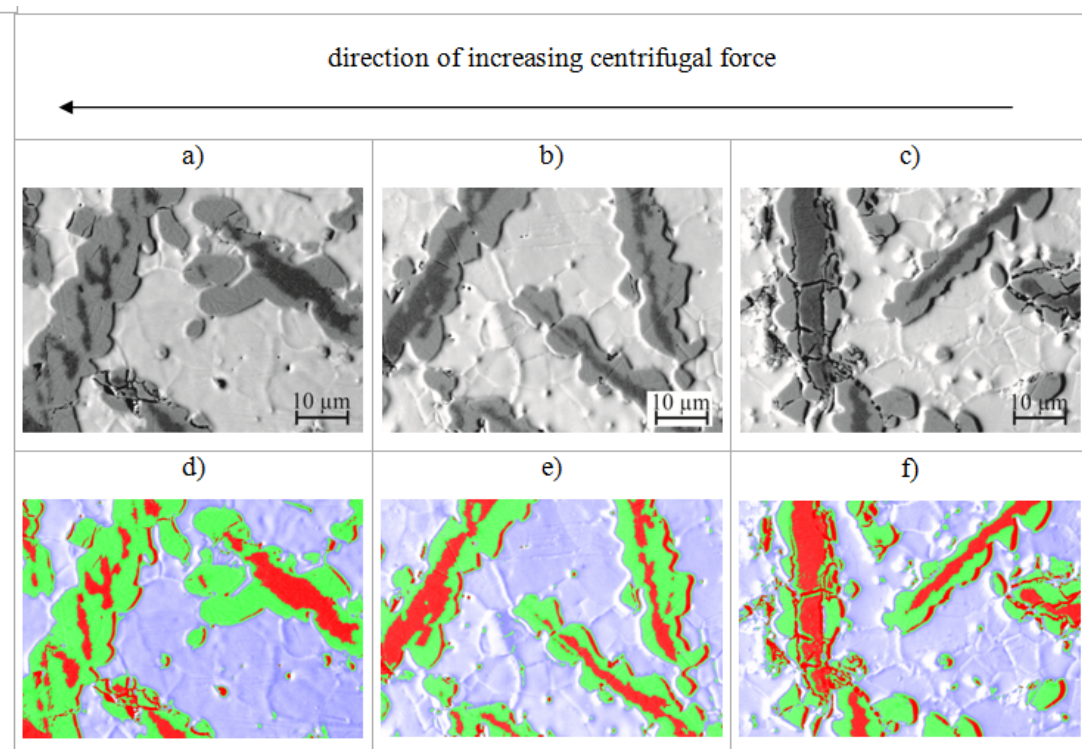 direction of increasing centrifugal force
a)
b)
c)
10 µm
10 µm
10 µm
d)
e)
f)